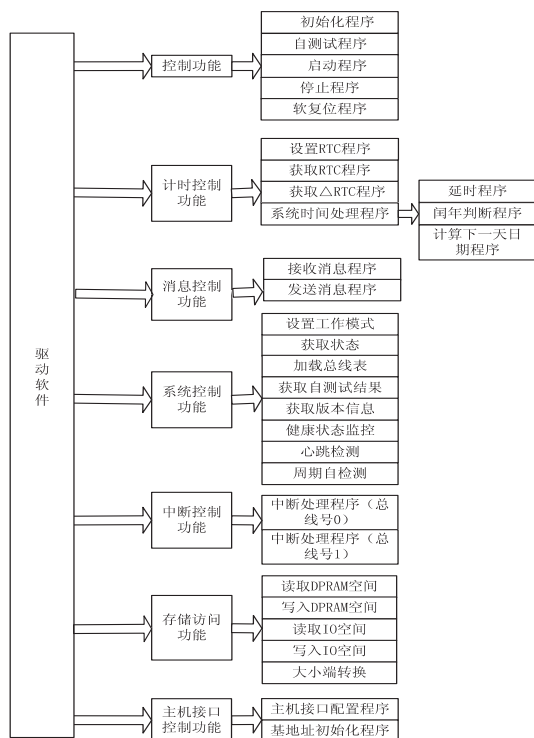 驱动软件
控制功能
初始化程序
自测试程序
启动程序
停止程序
软复位程序
计时控制
功能
设置RTC程序
获取RTC程序
获取△RTC程序
系统时间处理程序
延时程序
闰年判断程序
计算下一天日
期程序
消息控制
功能
接收消息程序
发送消息程序
系统控制
功能
设置工作模式
获取状态
加载总线表
获取自测试结果
获取版本信息
健康状态监控
心跳检测
周期自检测
中断控制
功能
中断处理程序（总
线号0）
中断处理程序（总
线号1）
存储访问
功能
读取DPRAM空间
写入DPRAM空间
读取IO空间
写入IO空间
大小端转换
主机接口
控制功能
主机接口配置程序
基地址初始化程序